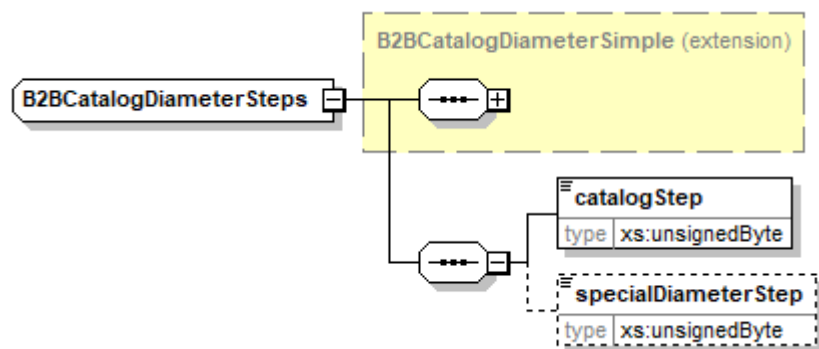 B2BCatalogDiameterSimple (extension)
B2BCatalogDiameterSteps
catalogStep
type xs:unsignedByte
specialDiameterStep
type xs:unsignedByte